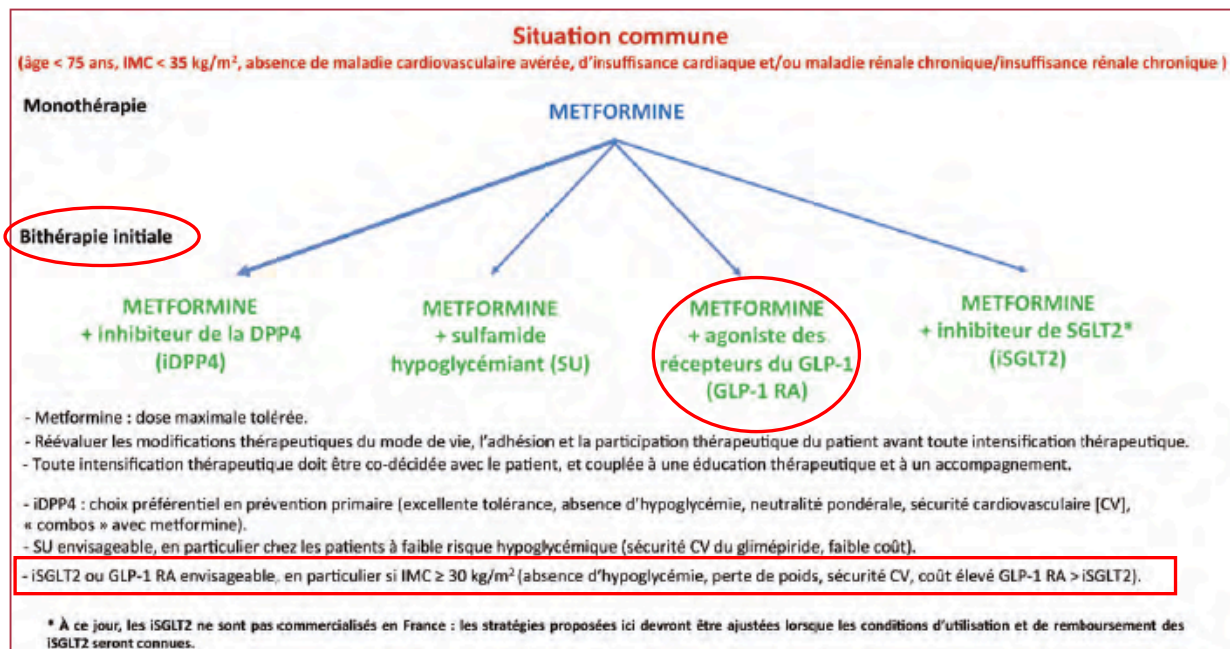 Situation commune
(âge < 75 ans, IMC < 35 kg/m², absence de maladie cardiovasculaire avérée, d'insuffisance cardiaque et/ou maladie rénale chronique/insuffisance rénale chronique )
Monothérapie
METFORMINE
Bithérapie initiale
METFORMINE
+ inhibiteur de la DPP4
(iDPP4)
METFORMINE
+ sulfamide
hypoglycémiant (SU)
METFORMINE
+ agoniste des
récepteurs du GLP-1
(GLP-1 RA)
METFORMINE
+ inhibiteur de SGLT2*
(iSGLT2)
- Metformine : dose maximale tolérée.
- Réévaluer les modifications thérapeutiques du mode de vie, l'adhésion et la participation thérapeutique du patient avant toute intensification thérapeutique.
- Toute intensification thérapeutique doit être co-décidée avec le patient, et couplée à une éducation thérapeutique et à un accompagnement.
- iDPP4 : choix préférentiel en prévention primaire (excellente tolérance, absence d'hypoglycémie, neutralité pondérale, sécurité cardiovasculaire [CV],
« combos » avec metformine).
- SU envisageable, en particulier chez les patients à faible risque hypoglycémique (sécurité CV du glimépiride, faible coût).
- iSGLT2 ou GLP-1 RA envisageable, en particulier si IMC ≥ 30 kg/m² (absence d'hypoglycémie, perte de poids, sécurité CV, coût élevé GLP-1 RA > iSGLT2).
* À ce jour, les iSGLT2 ne sont pas commercialisés en France : les stratégies proposées ici devront être ajustées lorsque les conditions d'utilisation et de remboursement des
iSGLT2 seront connues.